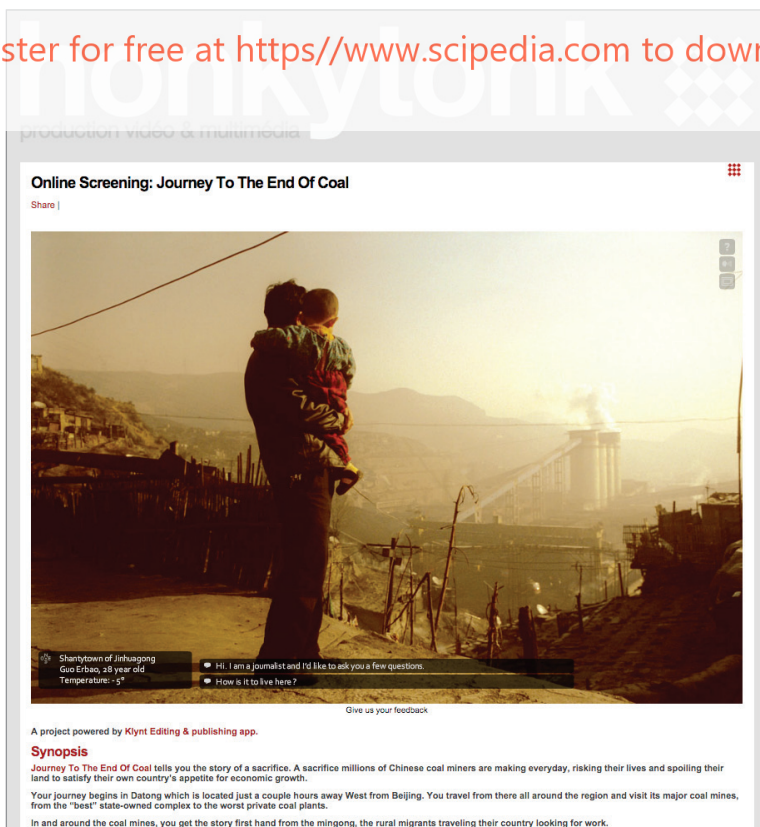 ster for free at https//www.scipedia.com to down
honkytonk
production vidéo & multimédia
Online Screening: Journey To The End Of Coal
Share |
?
Shantytown of Jinhuagong
Guo Erbao, 28 year old
Temperature: - 5°
Hi. I am a journalist and I'd like to ask you a few questions.
How is it to live here ?
Give us your feedback
A project powered by Klynt Editing & publishing app.
Synopsis
Journey To The End Of Coal tells you the story of a sacrifice. A sacrifice millions of Chinese coal miners are making everyday, risking their lives and spoiling their
land to satisfy their own country's appetite for economic growth.
Your journey begins in Datong which is located just a couple hours away West from Beijing. You travel from there all around the region and visit its major coal mines,
from the "best" state-owned complex to the worst private coal plants.
In and around the coal mines, you get the story first hand from the mingong, the rural migrants traveling their country looking for work.